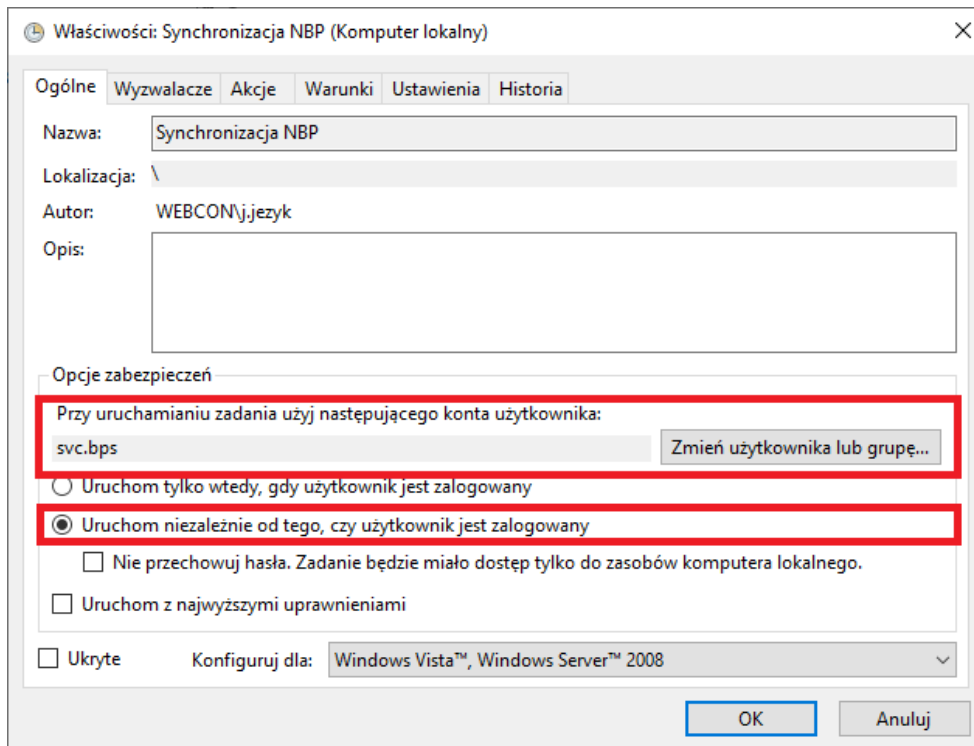 Właściwości: Synchronizacja NBP (Komputer lokalny)
Ogólne Wyzwalacze Akcje Warunki Ustawienia Historia
Nazwa: Synchronizacja NBP
Lokalizacja: \
Autor: WEBCON\j.jezyk
Opis:
Opcje zabezpieczeń
Przy uruchamianiu zadania użyj następującego konta użytkownika:
svc.bps Zmień użytkownika lub grupę...
Uruchom tylko wtedy, gdy użytkownik jest zalogowany
Uruchom niezależnie od tego, czy użytkownik jest zalogowany
Nie przechowuj hasła. Zadanie będzie miało dostęp tylko do zasobów komputera lokalnego.
Uruchom z najwyższymi uprawnieniami
Ukryte Konfiguruj dla: Windows Vista™, Windows Server™ 2008
OK Anuluj